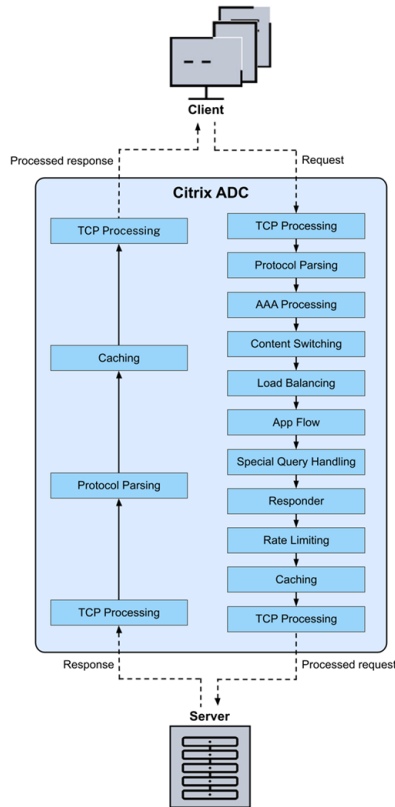 Client
Processed response
Request
Citrix ADC
TCP Processing
Caching
Protocol Parsing
TCP Processing
TCP Processing
Protocol Parsing
AAA Processing
Content Switching
Load Balancing
App Flow
Special Query Handling
Responder
Rate Limiting
Caching
TCP Processing
Response
Processed request
Server